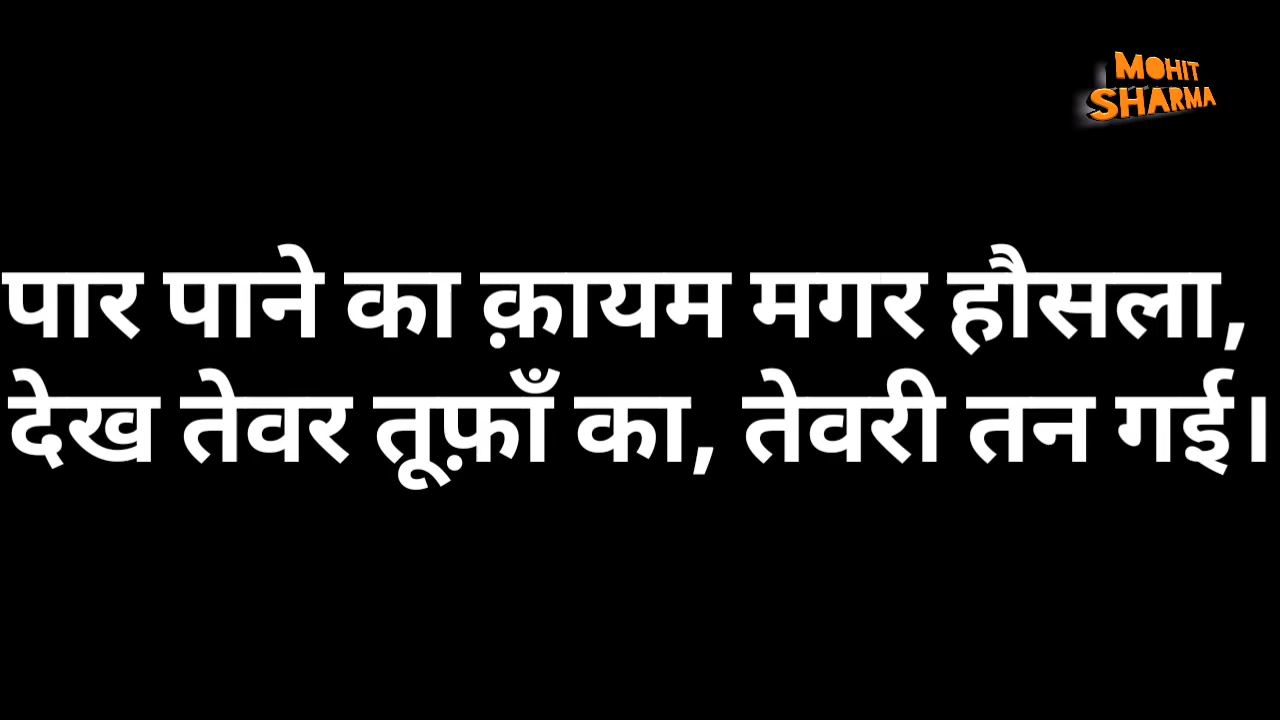 MOHIT
SHARMA
पार पाने का क़ायम मगर हौसला,
देख तेवर तूफ़ाँ का, तेवरी तन गई।